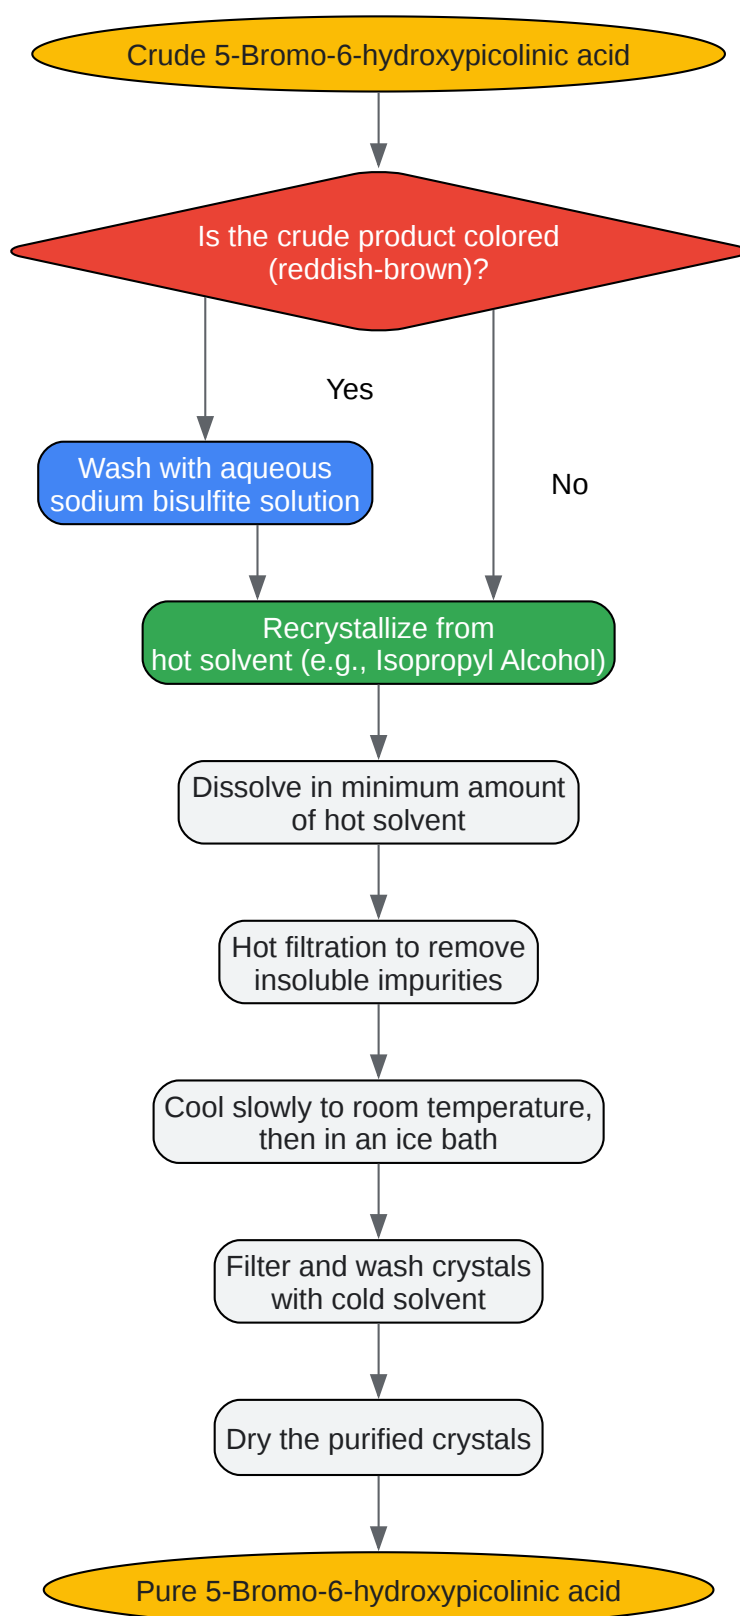 Crude 5-Bromo-6-hydroxypicolinic acid
Is the crude product colored
(reddish-brown)?
Yes
Wash with aqueous
sodium bisulfite solution
No
Recrystallize from
hot solvent (e.g., Isopropyl Alcohol)
Dissolve in minimum amount
of hot solvent
Hot filtration to remove
insoluble impurities
Cool slowly to room temperature,
then in an ice bath
Filter and wash crystals
with cold solvent
Dry the purified crystals
Pure 5-Bromo-6-hydroxypicolinic acid